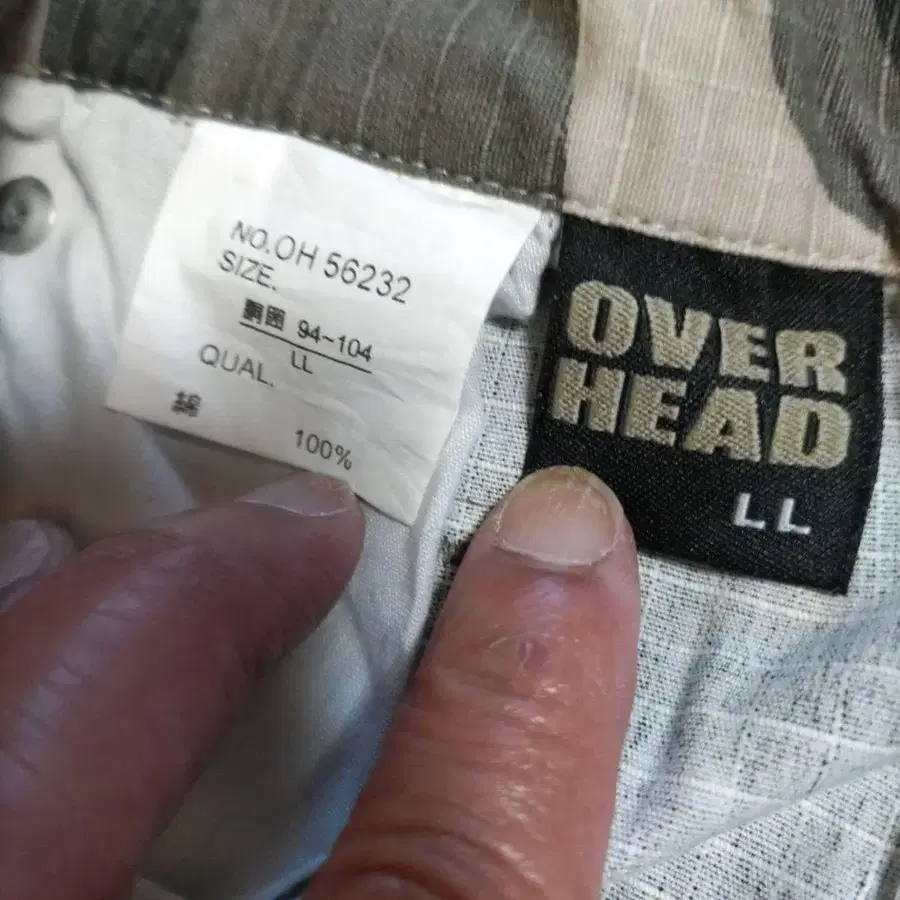 NO.OH 56232
SIZE.
胴囲 94~104
LL
QUAL.
綿
100%
OVER
HEAD
LL